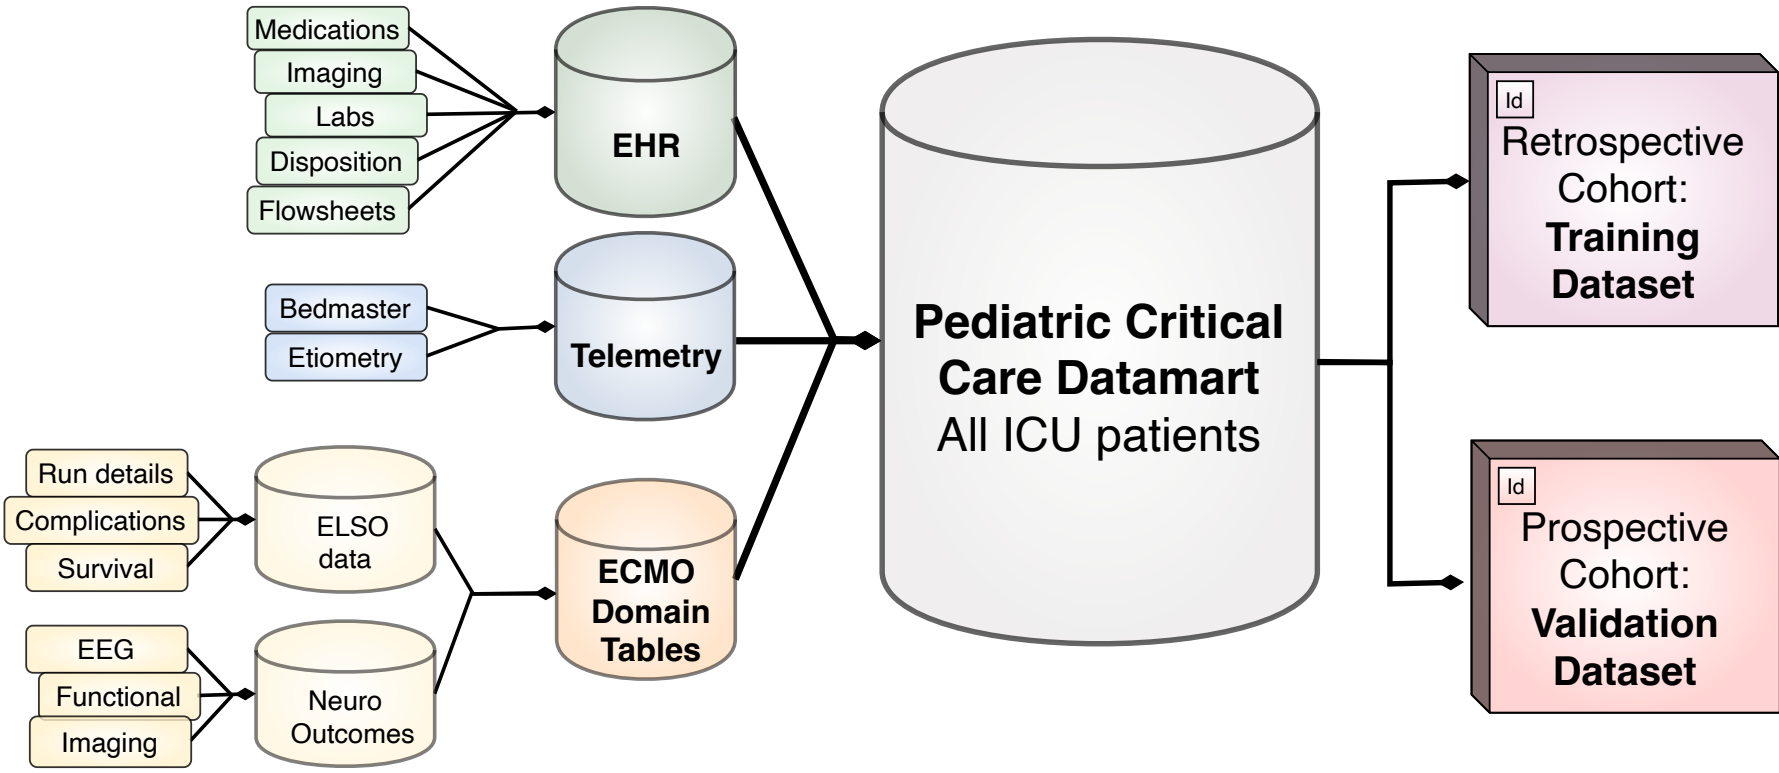 Medications
Imaging
Labs
Disposition
Flowsheets
EHR
Bedmaster
Etiometry
Telemetry
Run details
Complications
Survival
ELSO
data
EEG
Functional
Imaging
Neuro
Outcomes
ECMO
Domain
Tables
Pediatric Critical
Care Datamart
All ICU patients
Id
Retrospective
Cohort:
Training
Dataset
Id
Prospective
Cohort:
Validation
Dataset